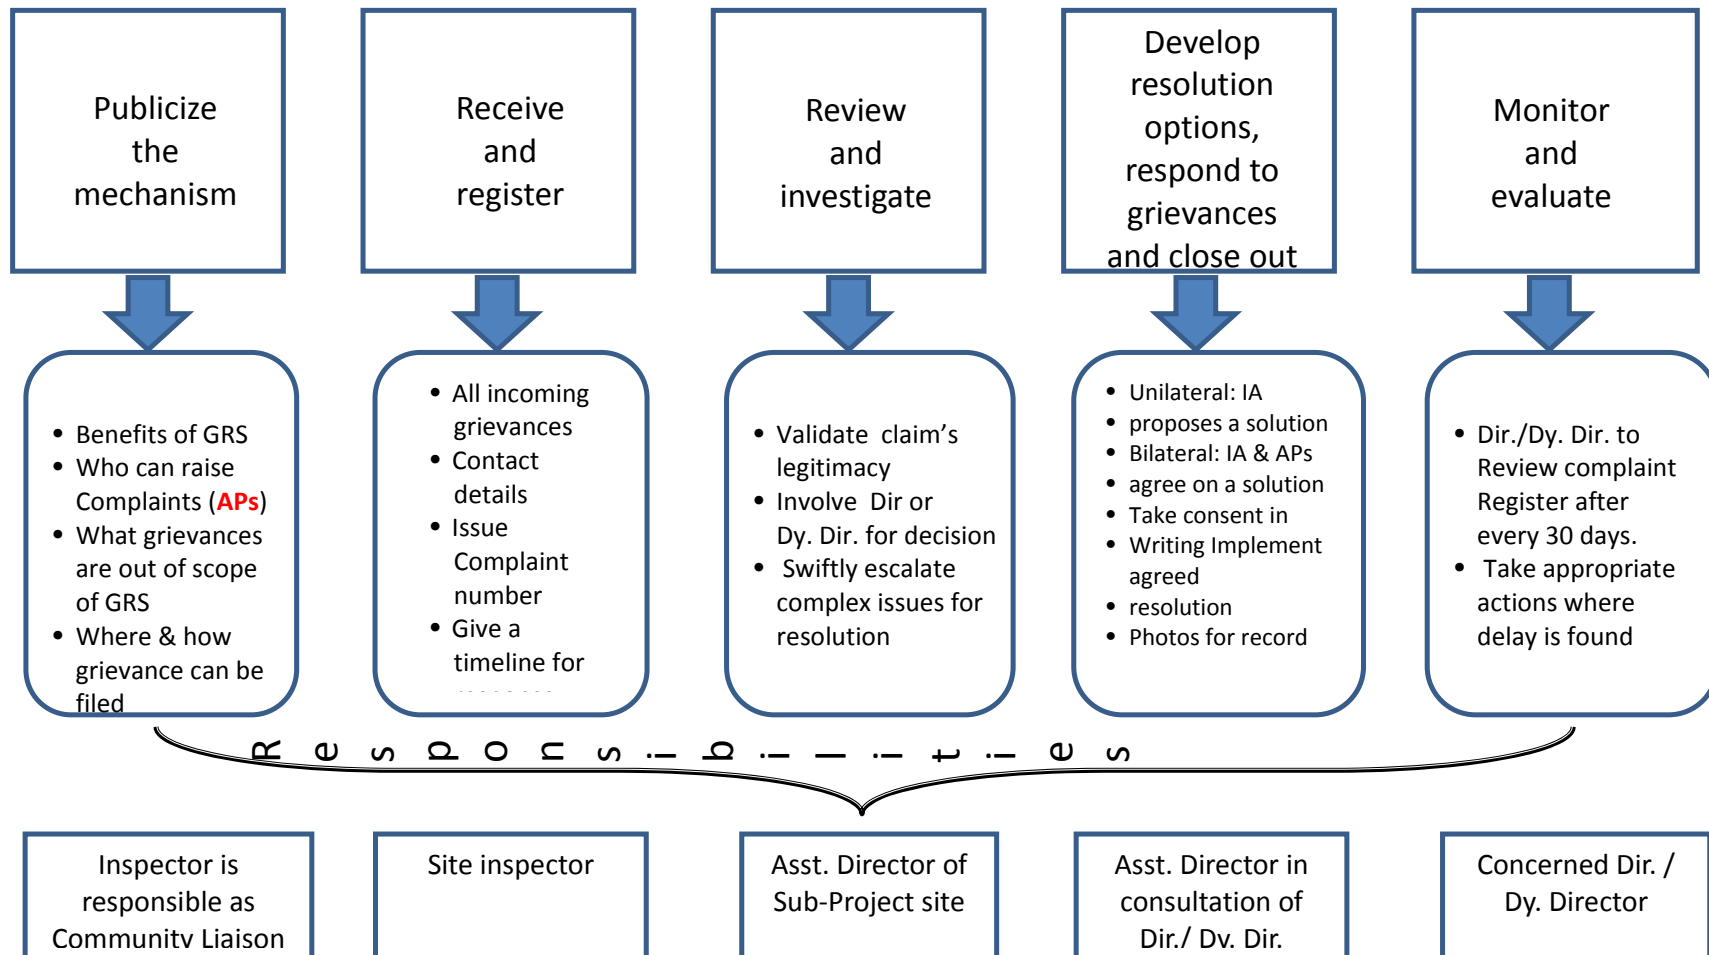 Publicize
the
mechanism
Receive
and
register
Review
and
investigate
Develop
resolution
options,
respond to
grievances
and close out
Monitor
and
evaluate
• Benefits of GRS
• Who can raise
Complaints (APs)
• What grievances
are out of scope
of GRS
• Where & how
grievance can be
filed
• All incoming
grievances
• Contact
details
• Issue
Complaint
number
• Give a
timeline for
• Validate claim's
legitimacy
• Involve Dir or
Dy. Dir. for decision
• Swiftly escalate
complex issues for
resolution
• Unilateral: IA
• proposes a solution
• Bilateral: IA & APs
• agree on a solution
• Take consent in
• Writing Implement
agreed
• resolution
• Photos for record
• Dir./Dy. Dir. to
Review complaint
Register after
every 30 days.
• Take appropriate
actions where
delay is found
Responsibilities
Inspector is
responsible as
Community Liaison
Site inspector
Asst. Director of
Sub-Project site
Asst. Director in
consultation of
Dir./ Dy. Dir.
Concerned Dir. /
Dy. Director